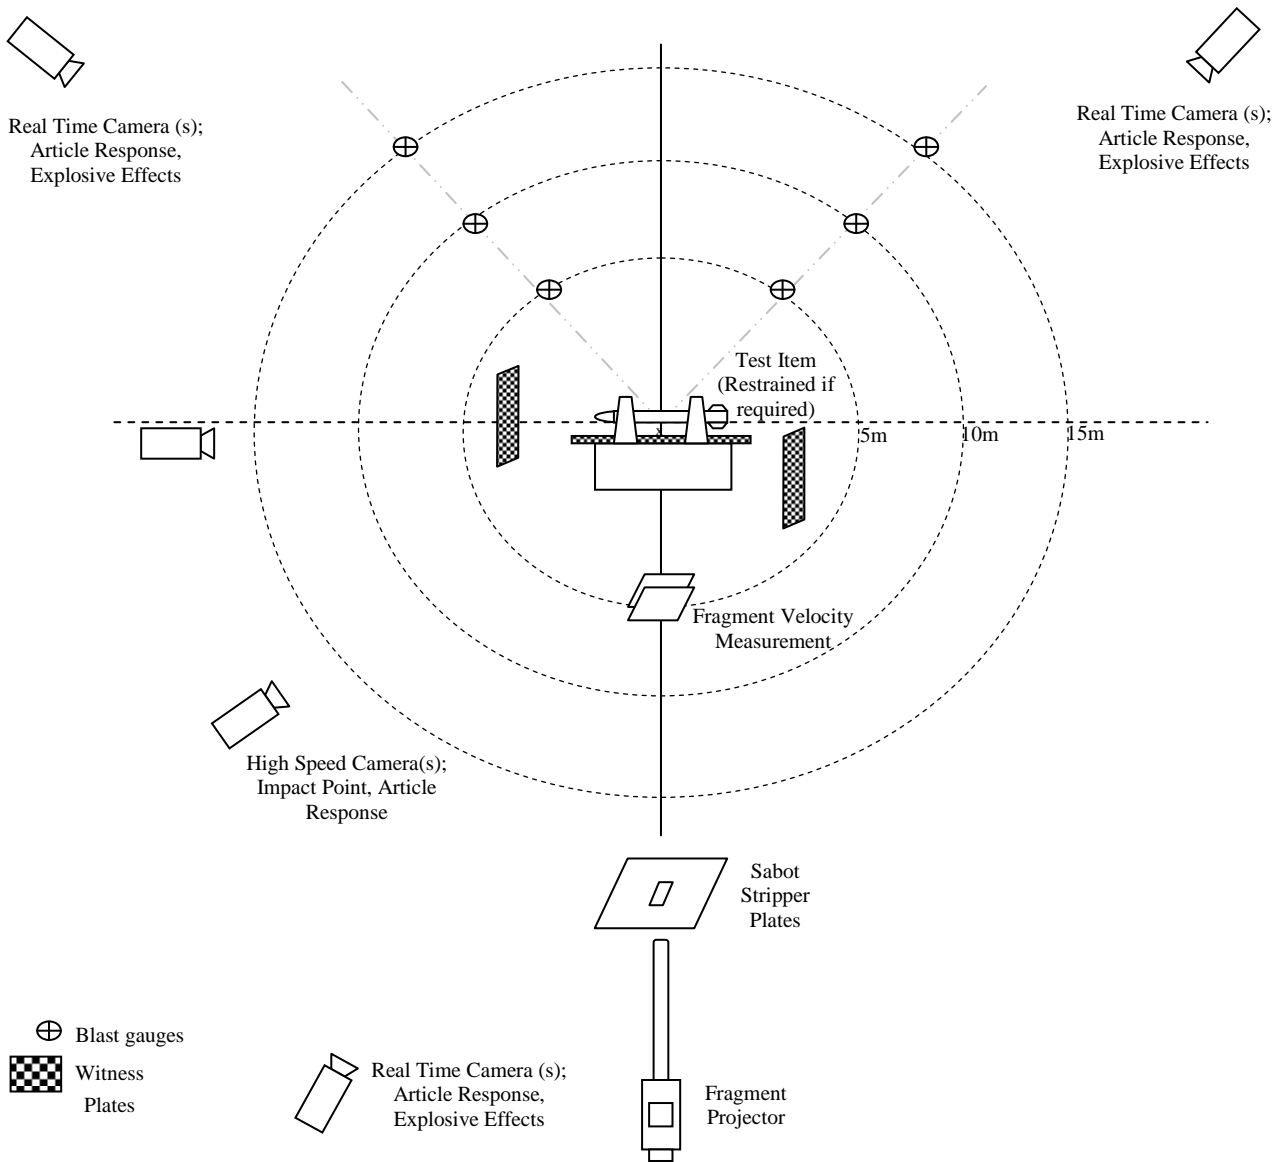 Real Time Camera (s);
Article Response,
Explosive Effects
Real Time Camera (s);
Article Response,
Explosive Effects
Test Item
(Restrained if
required)
5m
10m
15m
Fragment Velocity
Measurement
High Speed Camera(s);
Impact Point, Article
Response
Sabot
Stripper
Plates
Blast gauges
Witness
Plates
Real Time Camera (s);
Article Response,
Explosive Effects
Fragment
Projector